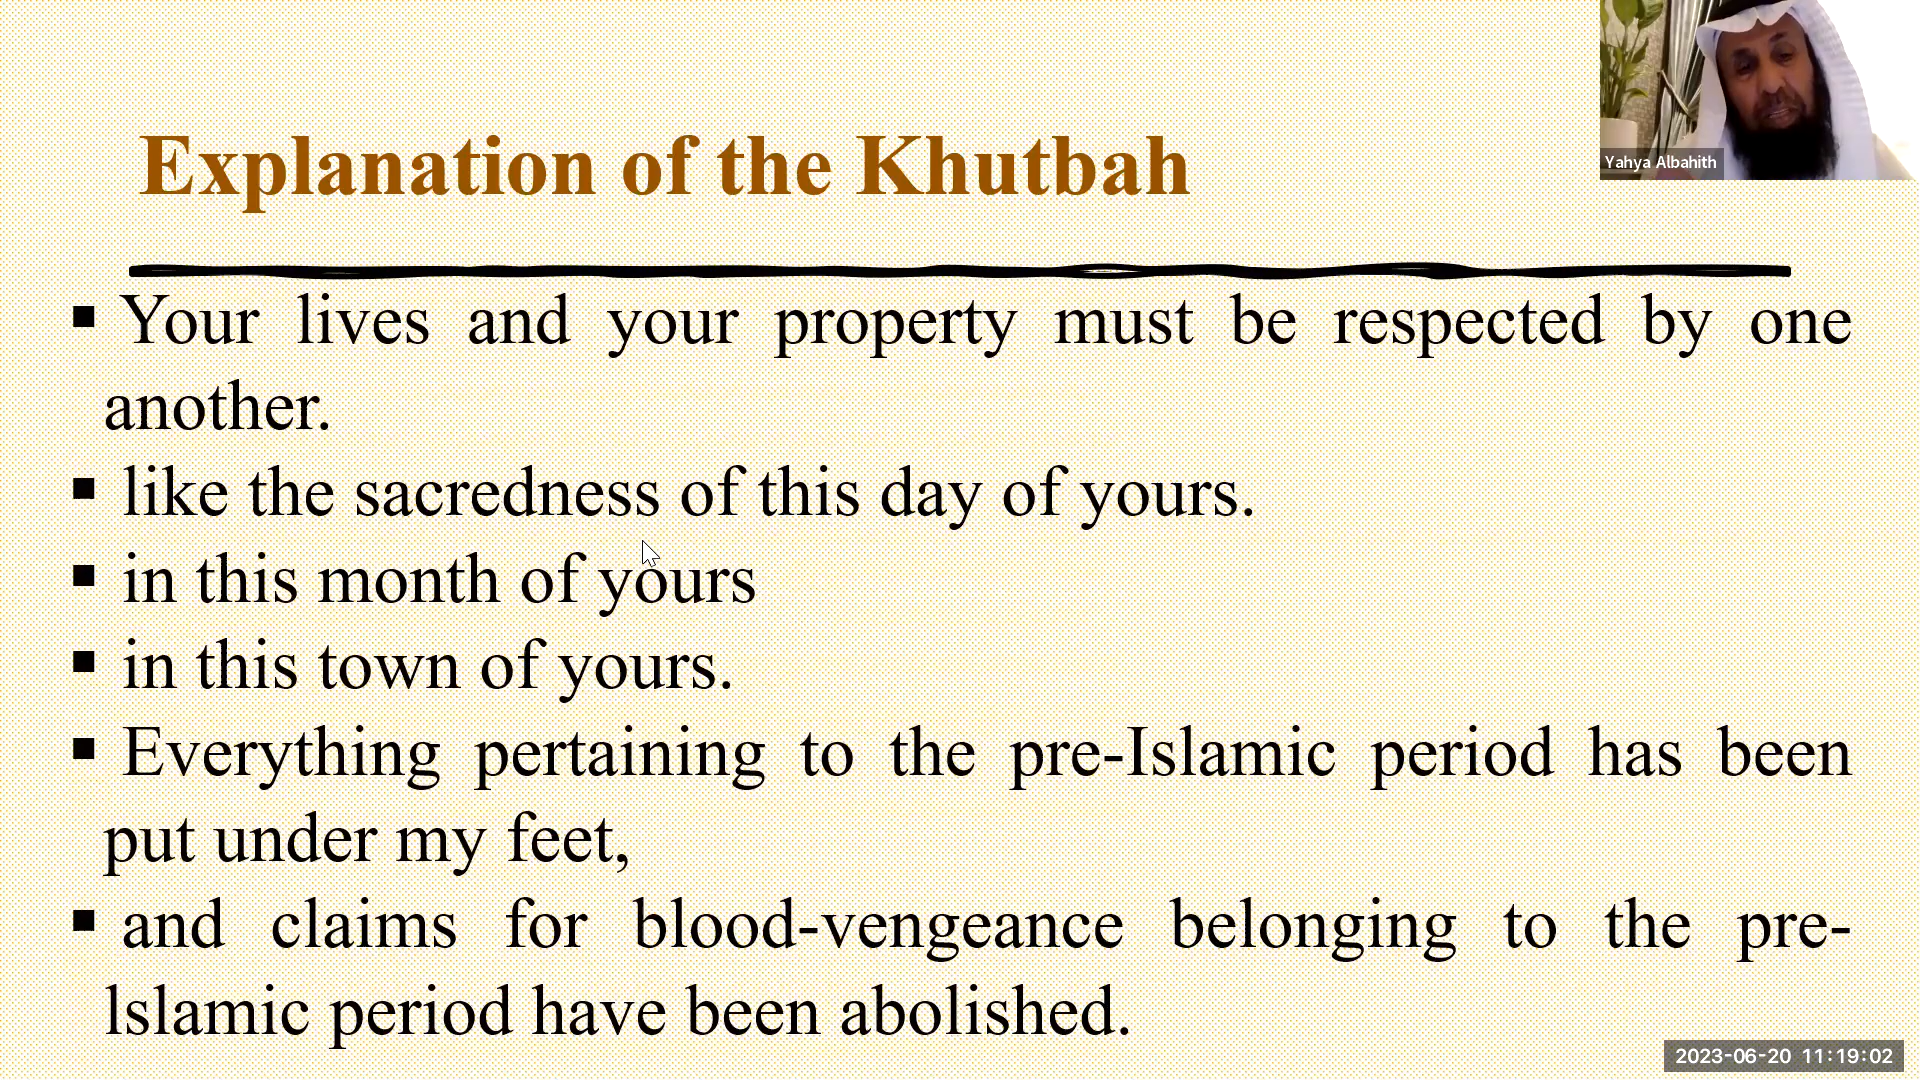 Explanation of the Khutbah
Yahya Albahith
▪ Your lives and your property must be respected by one
another.
▪ like the sacredness of this day of yours.
▪ in this month of yours
▪ in this town of yours.
▪ Everything pertaining to the pre-Islamic period has been
put under my feet,
▪ and claims for blood-vengeance belonging to the pre-
lslamic period have been abolished.
2023-06-20 11:19:02